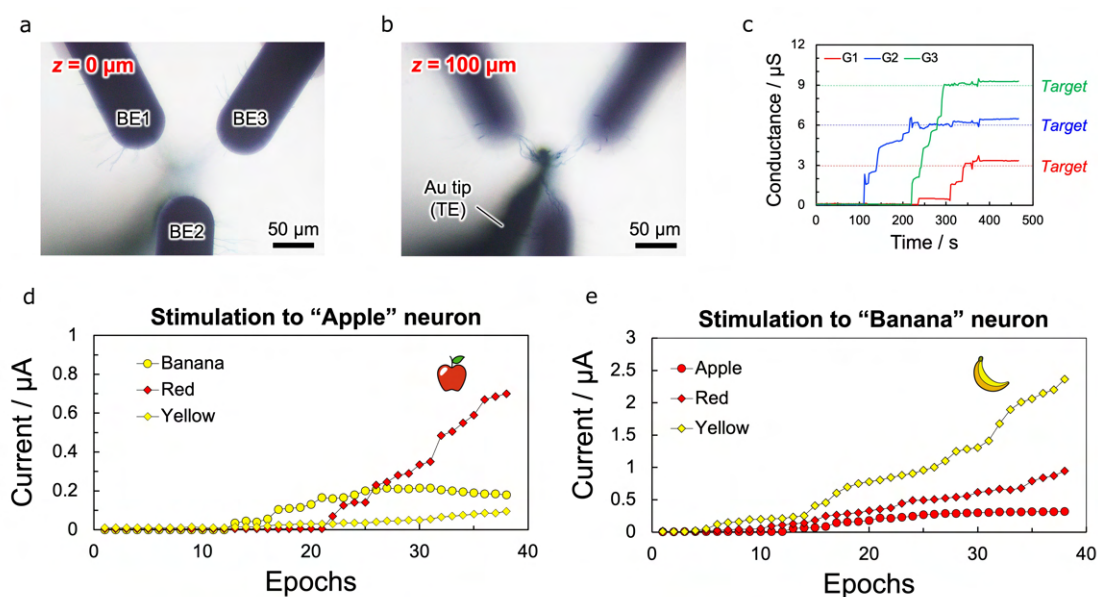 a
z = 0 µm
BE1
BE3
BE2
50 µm
b
z = 100 µm
Au tip
(TE)
50 µm
c
Conductance / µS
12
9
6
3
0
G1 G2 G3
Target
Target
Target
0 100 200 300 400 500
Time / s
d
Stimulation to “Apple” neuron
Current / µA
1
0.8
0.6
0.4
0.2
0
Banana
Red
Yellow
0 10 20 30 40
Epochs
e
Stimulation to “Banana” neuron
Current / µA
3
2.5
2
1.5
1
0.5
0
Apple
Red
Yellow
0 10 20 30 40
Epochs